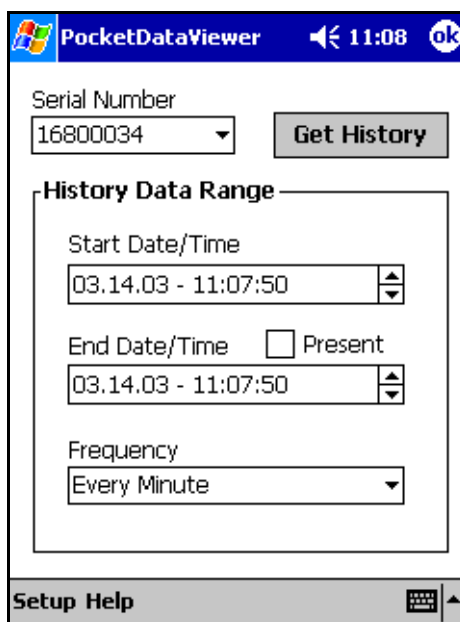 PocketDataViewer 11:08 ok
Serial Number
16800034
Get History
History Data Range
Start Date/Time
03.14.03 - 11:07:50
End Date/Time Present
03.14.03 - 11:07:50
Frequency
Every Minute
Setup Help